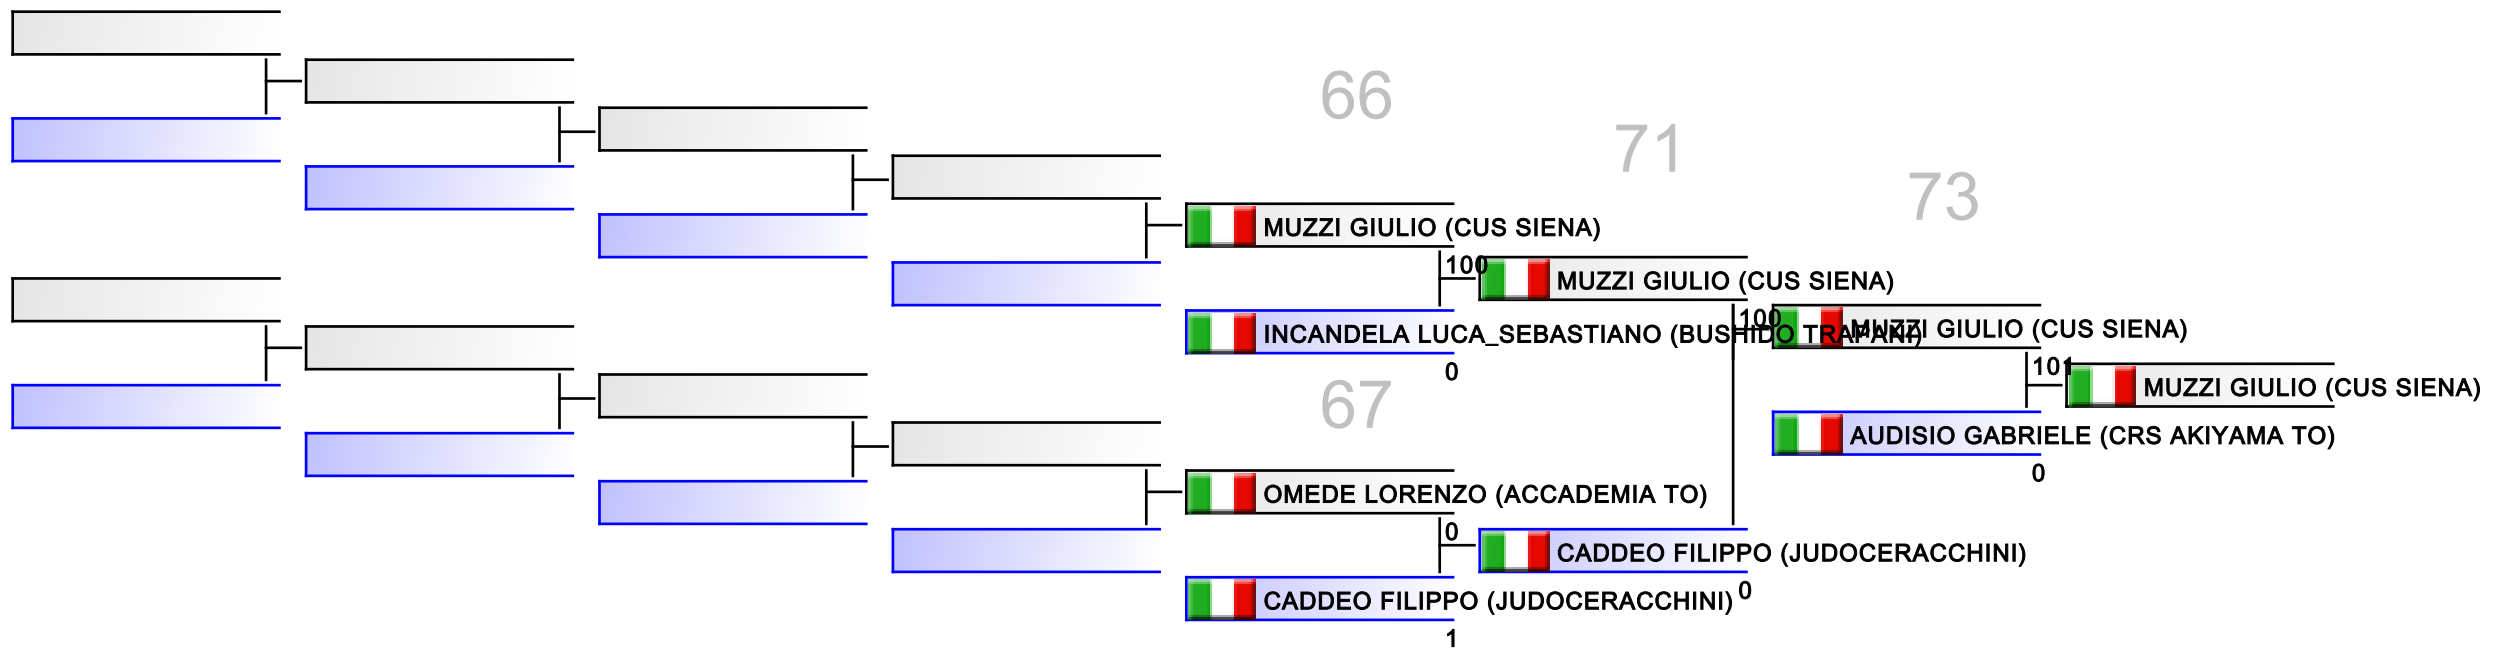 66
71
73
MUZZI GIULIO (CUS SIENA)
100
MUZZI GIULIO (CUS SIENA)
INCANDELA LUCA_SEBASTIANO (BUSHIDO TRAPANI)
0
100
MUZZI GIULIO (CUS SIENA)
101
MUZZI GIULIO (CUS SIENA)
67
AUDISIO GABRIELE (CRS AKIYAMA TO)
0
OMEDE LORENZO (ACCADEMIA TO)
0
CADDEO FILIPPO (JUDOCERACCHINI)
0
CADDEO FILIPPO (JUDOCERACCHINI)
1